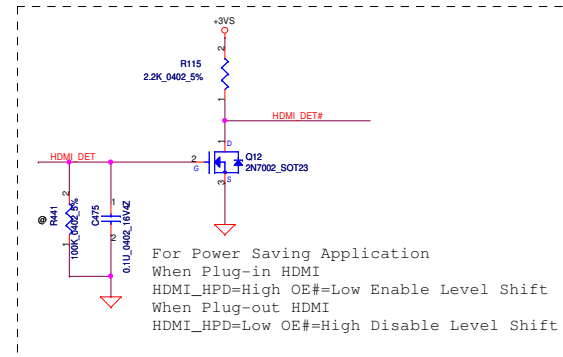 +3VS
2
R115
2.2K_0402_5%
1
HDMI_DET#
1
D
HDMI_DET
2
G
Q12
2N7002_SOT23
3
S
@
2
R441
100K_0402_5%
1
1
C475
2
0.1U_0402_16V4Z
For Power Saving Application
When Plug-in HDMI
HDMI_HPD=High OE#=Low Enable Level Shift
When Plug-out HDMI
HDMI_HPD=Low OE#=High Disable Level Shift